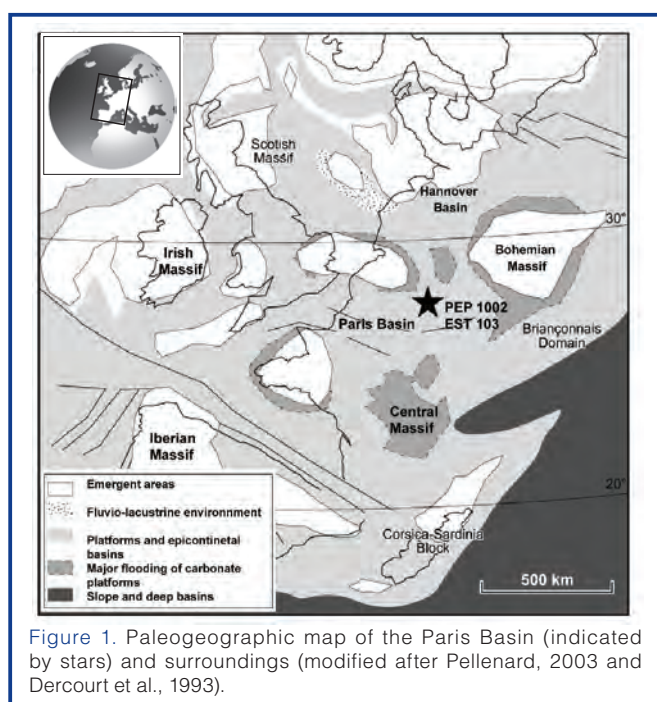 Scotish
Massif
Hannover
Basin
30°
Irish
Massif
Bohemian
Massif
PEP 1002
EST 103
Paris Basin
Briançonnais
Domain
Central
Massif
Iberian
Massif
20°
Corsica-Sardinia
Block
Emergent areas
Fluvio-lacustrine environnment
Platforms and epicontinetal
basins
Major flooding of carbonate
platforms
Slope and deep basins
500 km
Figure 1. Paleogeographic map of the Paris Basin (indicated
by stars) and surroundings (modified after Pellenard, 2003 and
Dercourt et al., 1993).